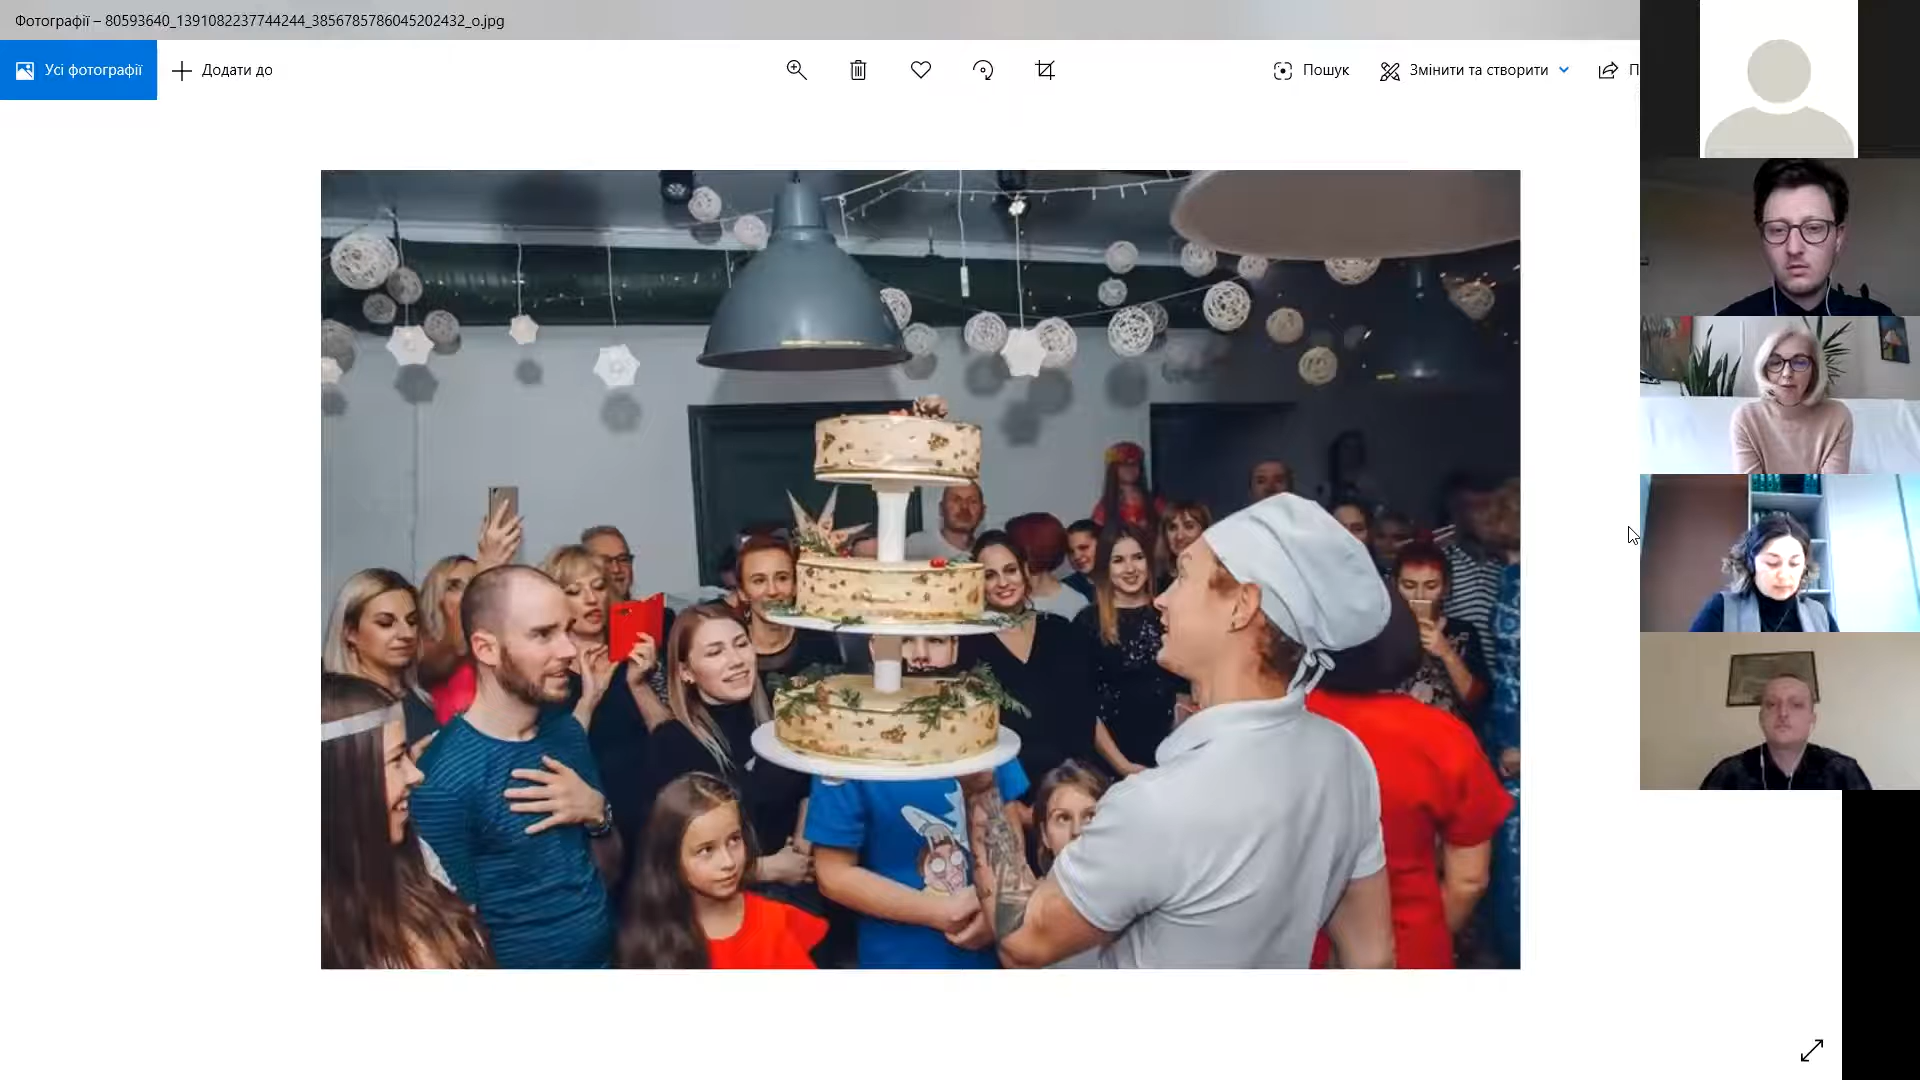 Фотографії – 80593640_1391082237744244_3856785786045202432_o.jpg
Усі фотографії
Додати до
Пошук
Змінити та створити
П